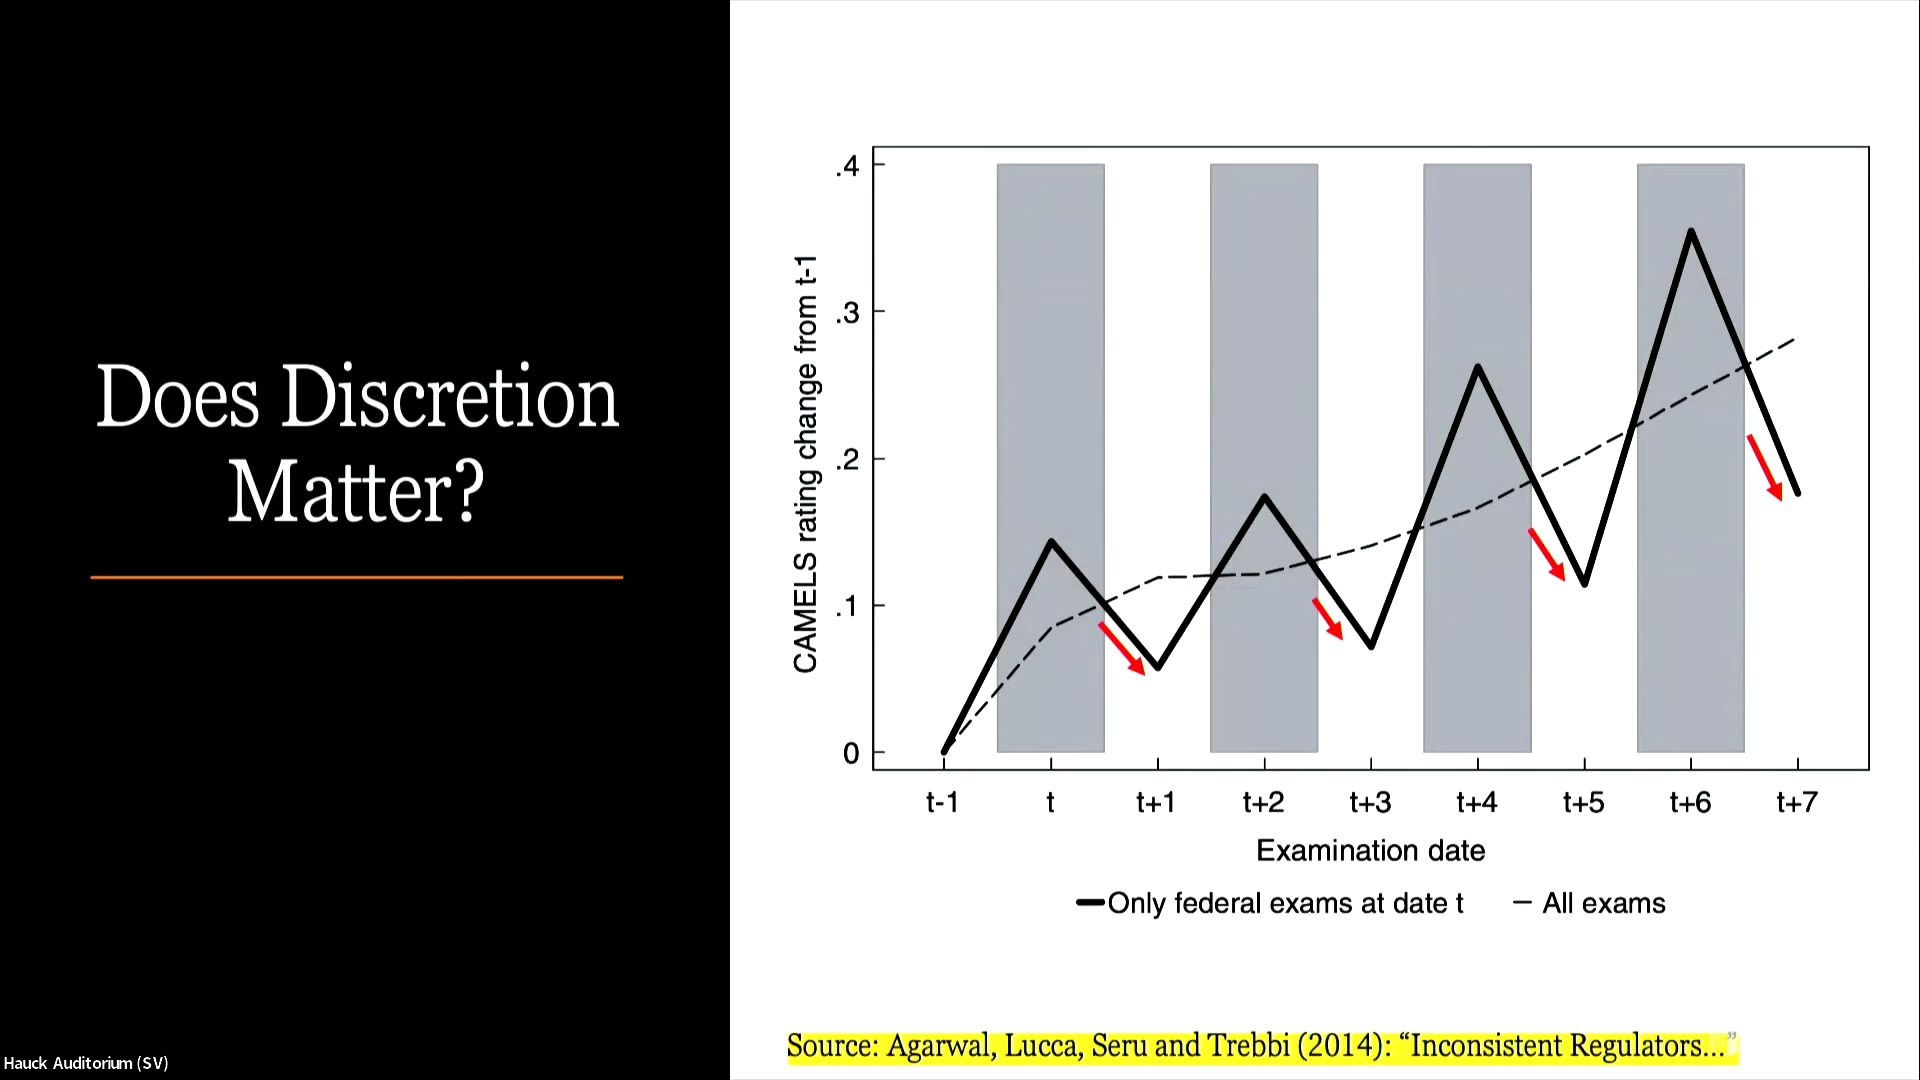 Does Discretion
Matter?
CAMELS rating change from t-1
.4
.3
.2
.1
0
t-1 t t+1 t+2 t+3 t+4 t+5 t+6 t+7
Examination date
Only federal exams at date t All exams
Source: Agarwal, Lucca, Seru and Trebbi (2014): “Inconsistent Regulators…”
Hauck Auditorium (SV)